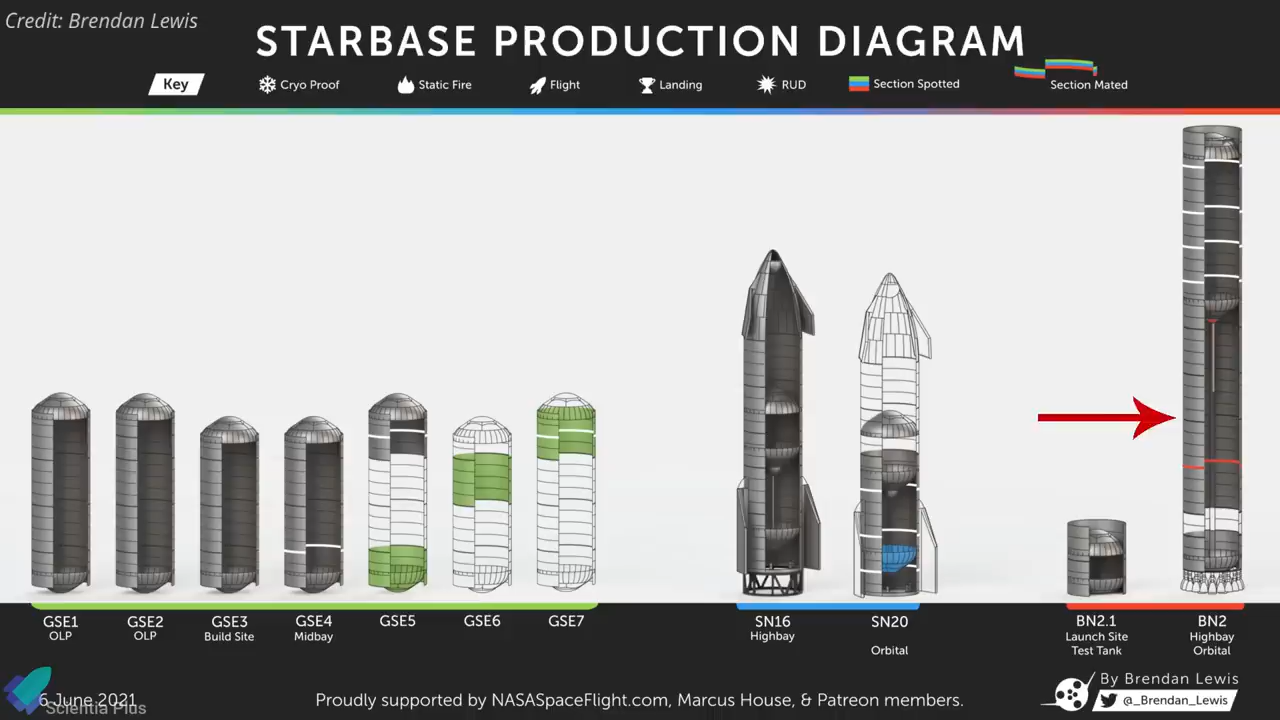 Credit: Brendan Lewis
STARBASE PRODUCTION DIAGRAM
Key Cryo Proof Static Fire Flight Landing RUD Section Spotted Section Mated
GSE1 GSE2 GSE3 GSE4 GSE5 GSE6 GSE7 SN16 SN20 BN2.1 BN2
OLP OLP Build Site Midbay Highbay Launch Site Highbay
Orbital Test Tank Orbital
By Brendan Lewis
6 June 2021 Proudly supported by NASASpaceFlight.com, Marcus House, & Patreon members. @_Brendan_Lewis
Scientia Plus